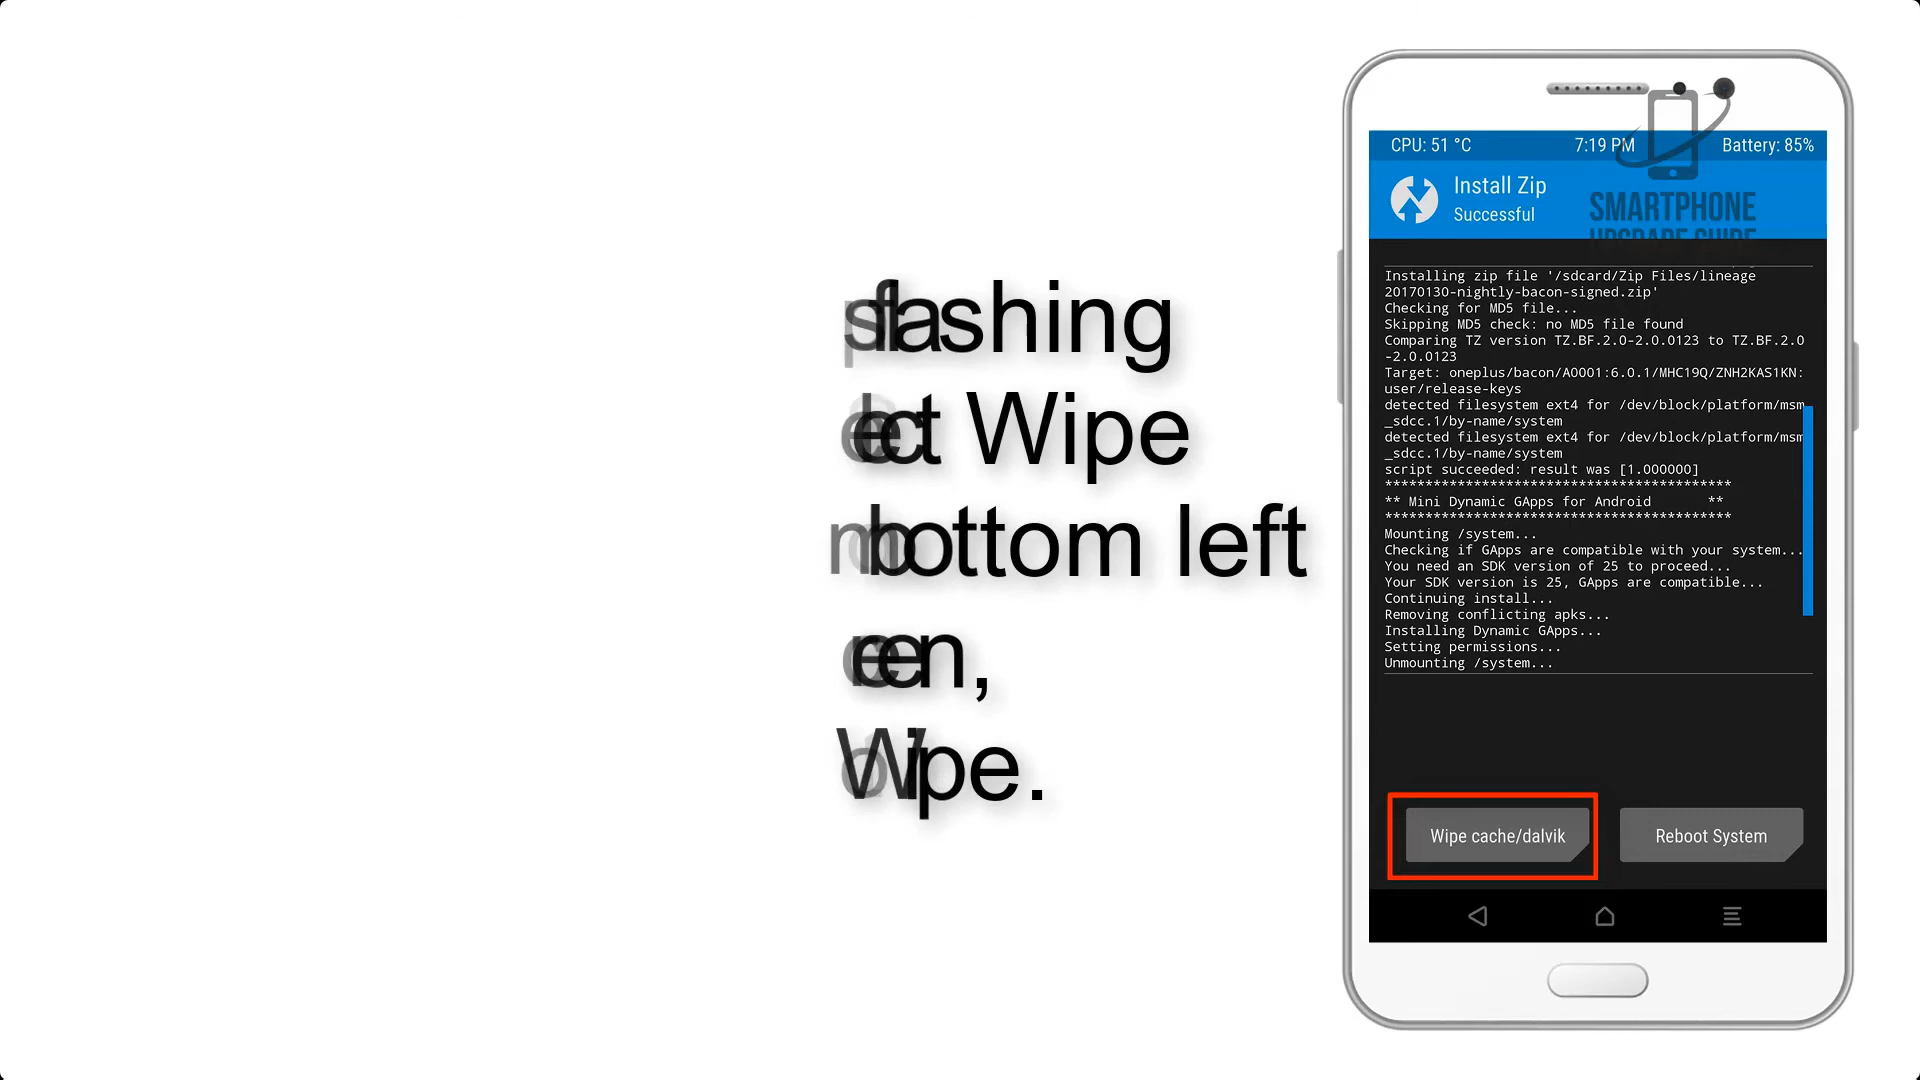 flashing
Wipe
bottom left
Wipe.
CPU: 51 °C 7:19 PM Battery: 85%
Install Zip
Successful
SMARTPHONE
UPGRADE GUIDE
Installing zip file '/sdcard/Zip Files/lineage
20170130-nightly-bacon-signed.zip'
Checking for MD5 file...
Skipping MD5 check: no MD5 file found
Comparing TZ version TZ.BF.2.0-2.0.0123 to TZ.BF.2.0
-2.0.0123
Target: oneplus/bacon/A0001:6.0.1/MHC19Q/ZNH2KAS1KN:
user/release-keys
detected filesystem ext4 for /dev/block/platform/msm
_sdcc.1/by-name/system
detected filesystem ext4 for /dev/block/platform/msm
_sdcc.1/by-name/system
script succeeded: result was [1.000000]
*******************************************
** Mini Dynamic GApps for Android **
*******************************************
Mounting /system...
Checking if GApps are compatible with your system...
You need an SDK version of 25 to proceed...
Your SDK version is 25, GApps are compatible...
Continuing install...
Removing conflicting apks...
Installing Dynamic GApps...
Setting permissions...
Unmounting /system...
Wipe cache/dalvik
Reboot System